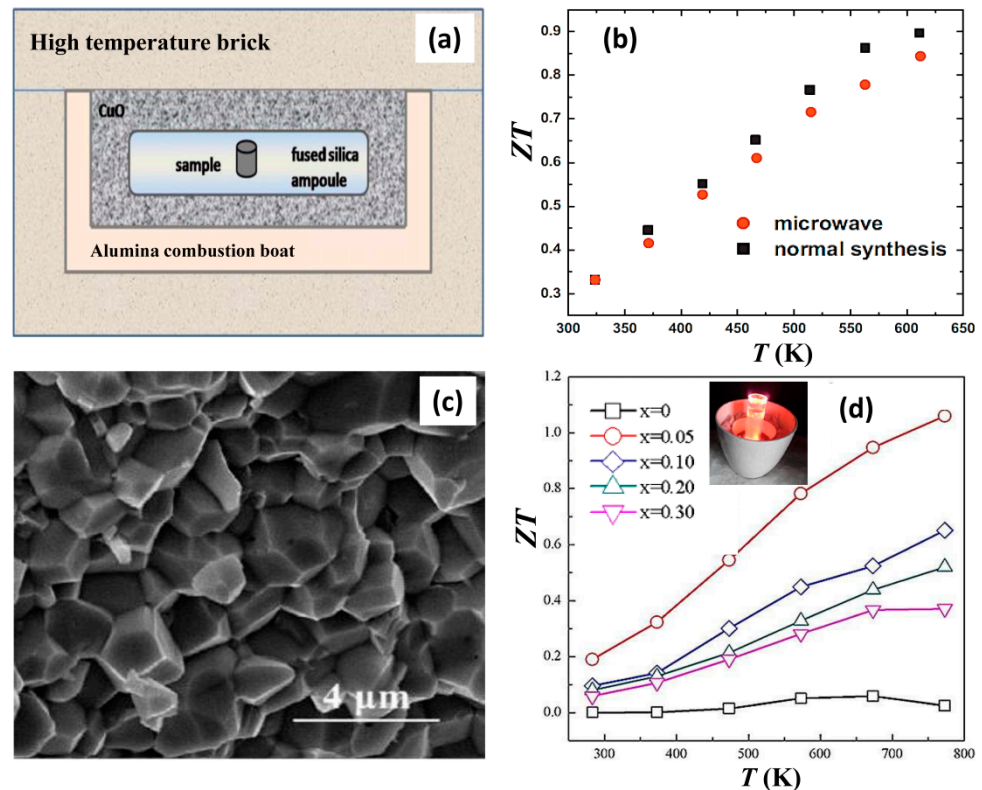 (a)
High temperature brick
CuO
sample
fused silica
ampoule
Alumina combustion boat
(b)
ZT
0.9
0.8
0.7
0.6
0.5
0.4
0.3
microwave
normal synthesis
300 350 400 450 500 550 600 650
T (K)
(c)
4 µm
(d)
ZT
1.2
1.0
0.8
0.6
0.4
0.2
0.0
x=0
x=0.05
x=0.10
x=0.20
x=0.30
300 400 500 600 700 800
T (K)